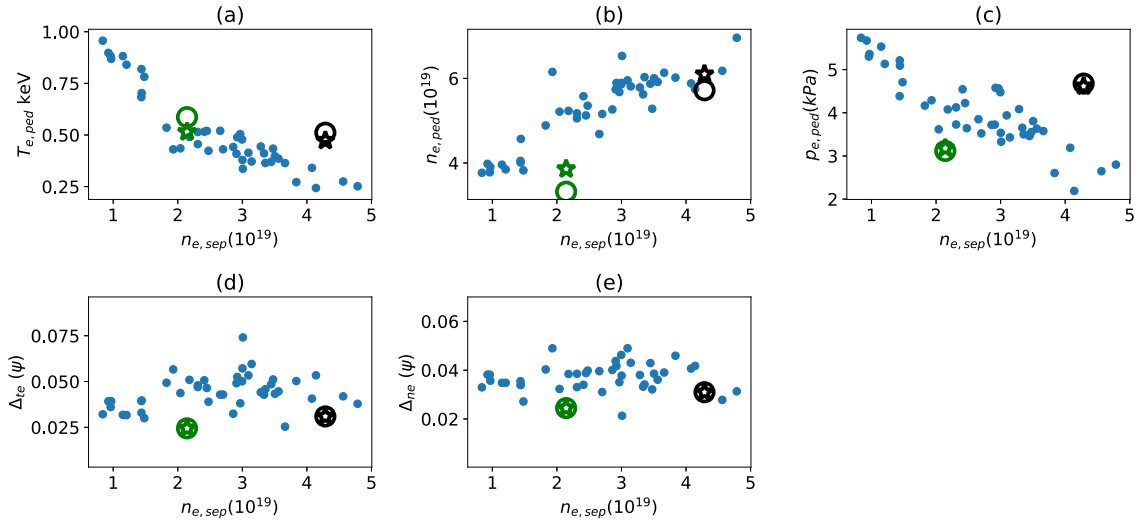 (a)
1.00
0.75
0.50
0.25
T_{e,ped} keV
1 2 3 4 5
n_{e,sep}(10^{19})
(b)
6
4
n_{e,ped}(10^{19})
1 2 3 4 5
n_{e,sep}(10^{19})
(c)
5
4
3
2
p_{e,ped}(kPa)
1 2 3 4 5
n_{e,sep}(10^{19})
(d)
0.075
0.050
0.025
Δ_{te} (ψ)
1 2 3 4 5
n_{e,sep}(10^{19})
(e)
0.06
0.04
0.02
Δ_{ne} (ψ)
1 2 3 4 5
n_{e,sep}(10^{19})